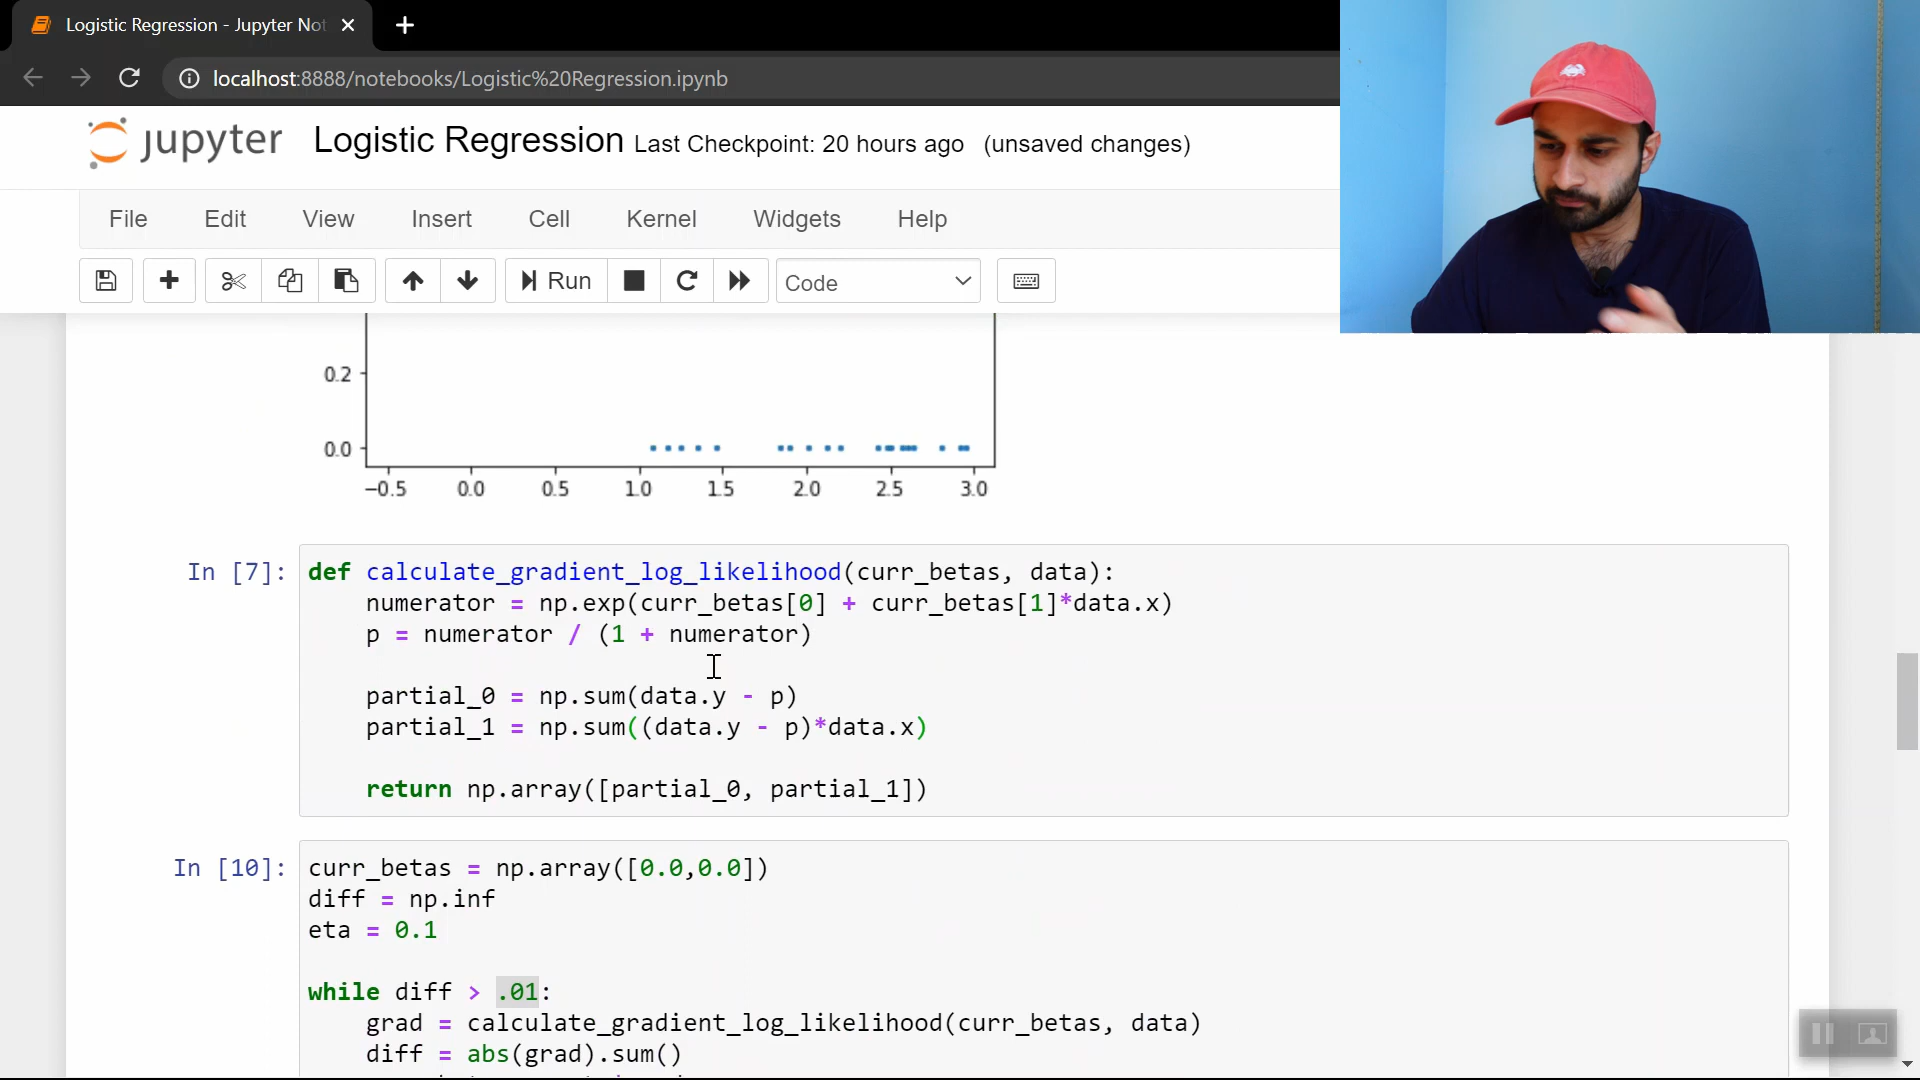 Logistic Regression - Jupyter Not
localhost:8888/notebooks/Logistic%20Regression.ipynb
jupyter Logistic Regression Last Checkpoint: 20 hours ago (unsaved changes)
File Edit View Insert Cell Kernel Widgets Help
Run Code
0.2
0.0
−0.5 0.0 0.5 1.0 1.5 2.0 2.5 3.0
In [7]: def calculate_gradient_log_likelihood(curr_betas, data):
    numerator = np.exp(curr_betas[0] + curr_betas[1]*data.x)
    p = numerator / (1 + numerator)
    partial_0 = np.sum(data.y - p)
    partial_1 = np.sum((data.y - p)*data.x)
    return np.array([partial_0, partial_1])
In [10]: curr_betas = np.array([0.0,0.0])
diff = np.inf
eta = 0.1
while diff > .01:
    grad = calculate_gradient_log_likelihood(curr_betas, data)
    diff = abs(grad).sum()